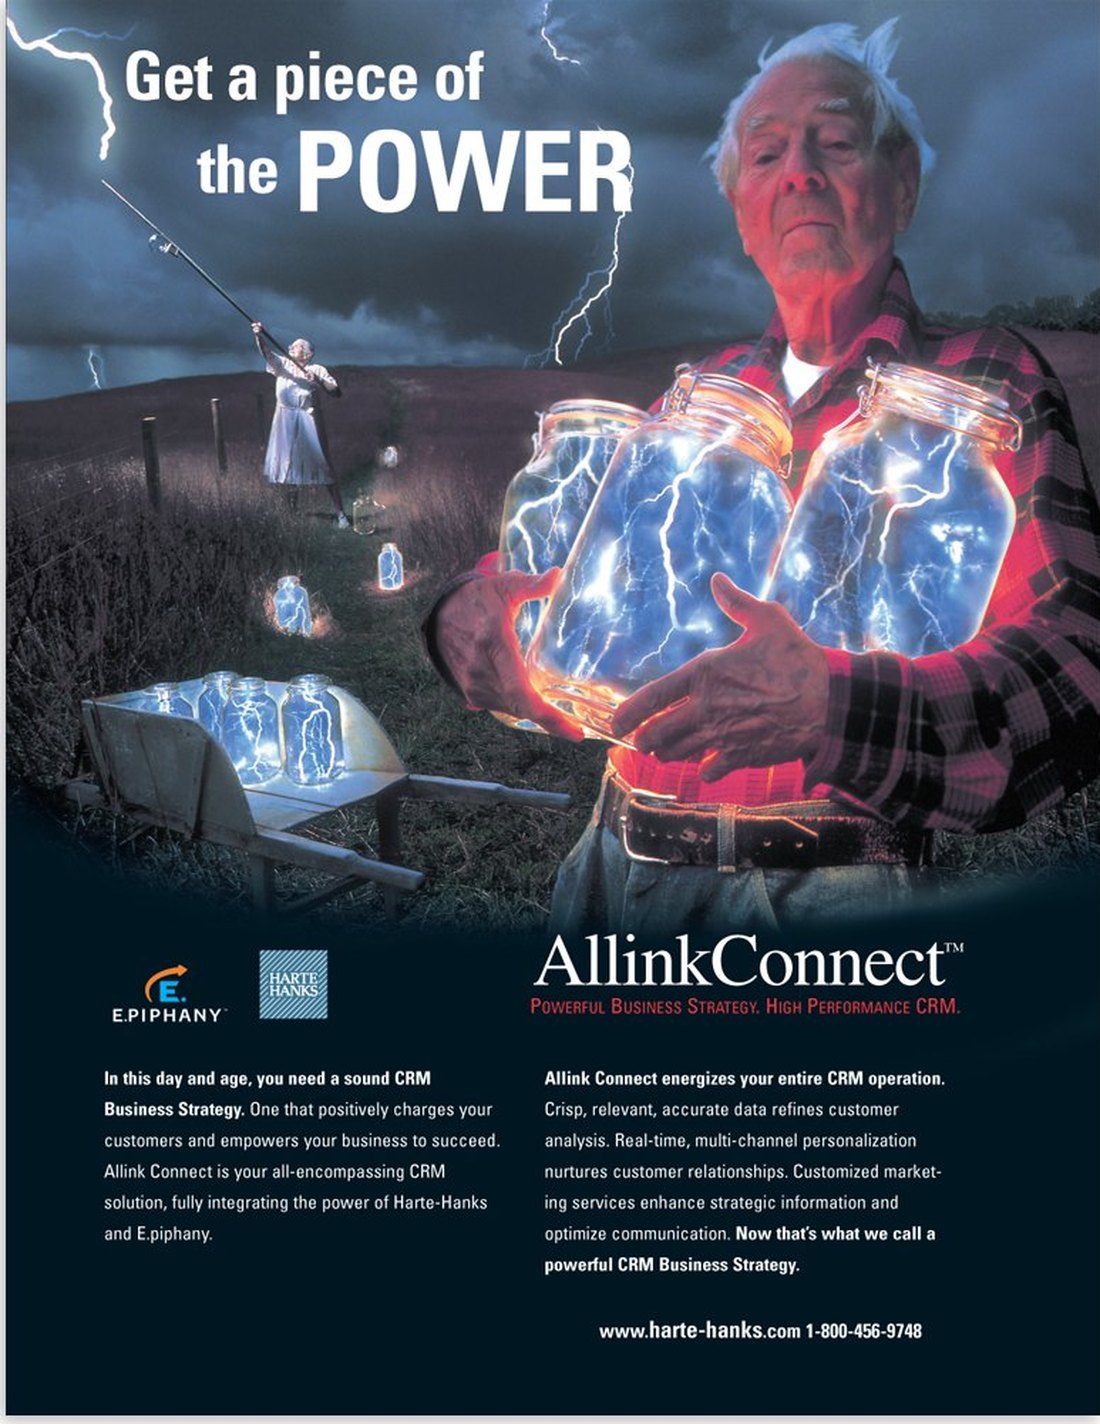 Get a piece of
the POWER
E.
E.PIPHANY™
HARTE
HANKS
AllinkConnect™
POWERFUL BUSINESS STRATEGY. HIGH PERFORMANCE CRM.
In this day and age, you need a sound CRM
Business Strategy. One that positively charges your
customers and empowers your business to succeed.
Allink Connect is your all-encompassing CRM
solution, fully integrating the power of Harte-Hanks
and E.piphany.
Allink Connect energizes your entire CRM operation.
Crisp, relevant, accurate data refines customer
analysis. Real-time, multi-channel personalization
nurtures customer relationships. Customized market-
ing services enhance strategic information and
optimize communication. Now that's what we call a
powerful CRM Business Strategy.
www.harte-hanks.com 1-800-456-9748